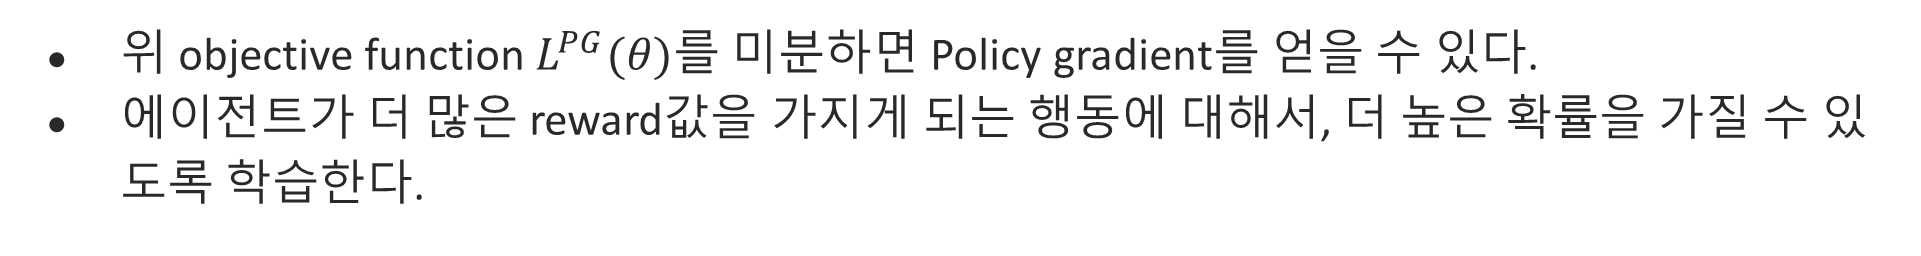 • 위 objective function $L^{PG}(\theta)$를 미분하면 Policy gradient를 얻을 수 있다.
• 에이전트가 더 많은 reward값을 가지게 되는 행동에 대해서, 더 높은 확률을 가질 수 있
도록 학습한다.